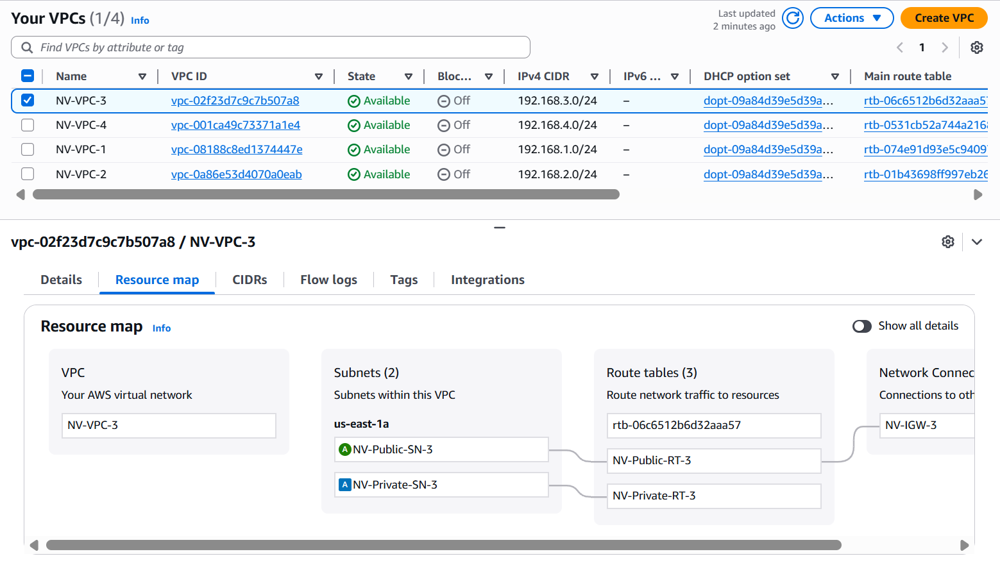 Your VPCs (1/4) Info
Last updated
2 minutes ago
Actions
Create VPC
Find VPCs by attribute or tag
1
Name VPC ID State Bloc... IPv4 CIDR IPv6 ... DHCP option set Main route table
NV-VPC-3 vpc-02f23d7c9c7b507a8 Available Off 192.168.3.0/24 – dopt-09a84d39e5d39a... rtb-06c6512b6d32aaa57
NV-VPC-4 vpc-001ca49c73371a1e4 Available Off 192.168.4.0/24 – dopt-09a84d39e5d39a... rtb-0531cb52a744a216
NV-VPC-1 vpc-08188c8ed1374447e Available Off 192.168.1.0/24 – dopt-09a84d39e5d39a... rtb-074e91d93e5c9409
NV-VPC-2 vpc-0a86e53d4070a0eab Available Off 192.168.2.0/24 – dopt-09a84d39e5d39a... rtb-01b43698ff997eb26
vpc-02f23d7c9c7b507a8 / NV-VPC-3
Details Resource map CIDRs Flow logs Tags Integrations
Resource map Info
Show all details
VPC
Your AWS virtual network
NV-VPC-3
Subnets (2)
Subnets within this VPC
us-east-1a
A NV-Public-SN-3
A NV-Private-SN-3
Route tables (3)
Route network traffic to resources
rtb-06c6512b6d32aaa57
NV-Public-RT-3
NV-Private-RT-3
Network Connec
Connections to oth
NV-IGW-3